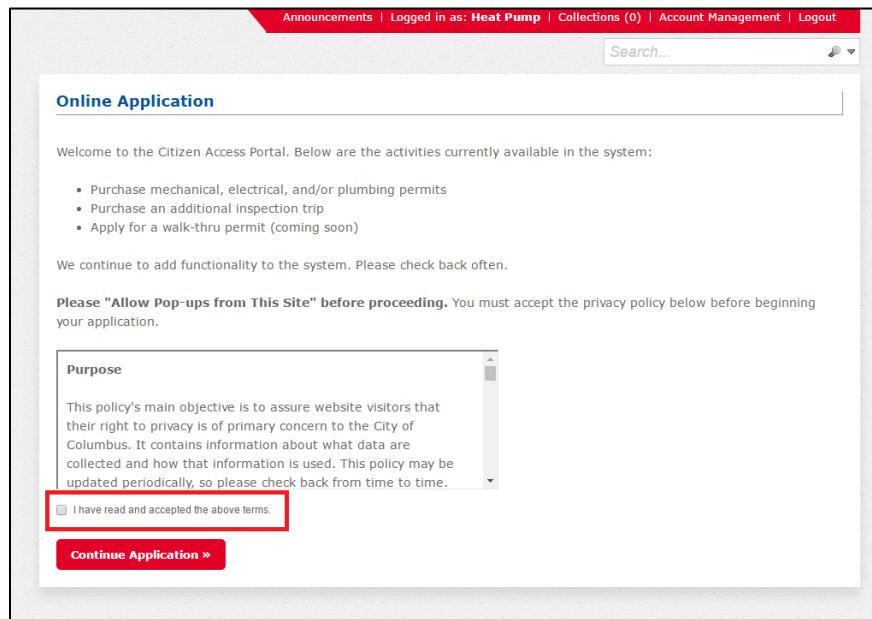 Announcements | Logged in as: Heat Pump | Collections (0) | Account Management | Logout
Search...
Online Application
Welcome to the Citizen Access Portal. Below are the activities currently available in the system:
• Purchase mechanical, electrical, and/or plumbing permits
• Purchase an additional inspection trip
• Apply for a walk-thru permit (coming soon)
We continue to add functionality to the system. Please check back often.
Please "Allow Pop-ups from This Site" before proceeding. You must accept the privacy policy below before beginning
your application.
Purpose
This policy's main objective is to assure website visitors that
their right to privacy is of primary concern to the City of
Columbus. It contains information about what data are
collected and how that information is used. This policy may be
updated periodically, so please check back from time to time.
I have read and accepted the above terms.
Continue Application »